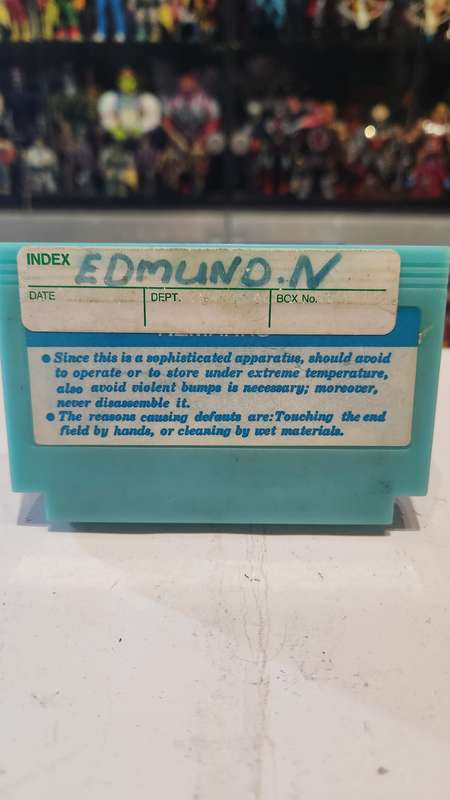 INDEX EDMUND.N
DATE DEPT. BOX No.
● Since this is a sophisticated apparatus, should avoid
to operate or to store under extreme temperature,
also avoid violent bumps is necessary; moreover,
never disassemble it.
● The reasons causing defauts are:Touching the end
field by hands, or cleaning by wet materials.